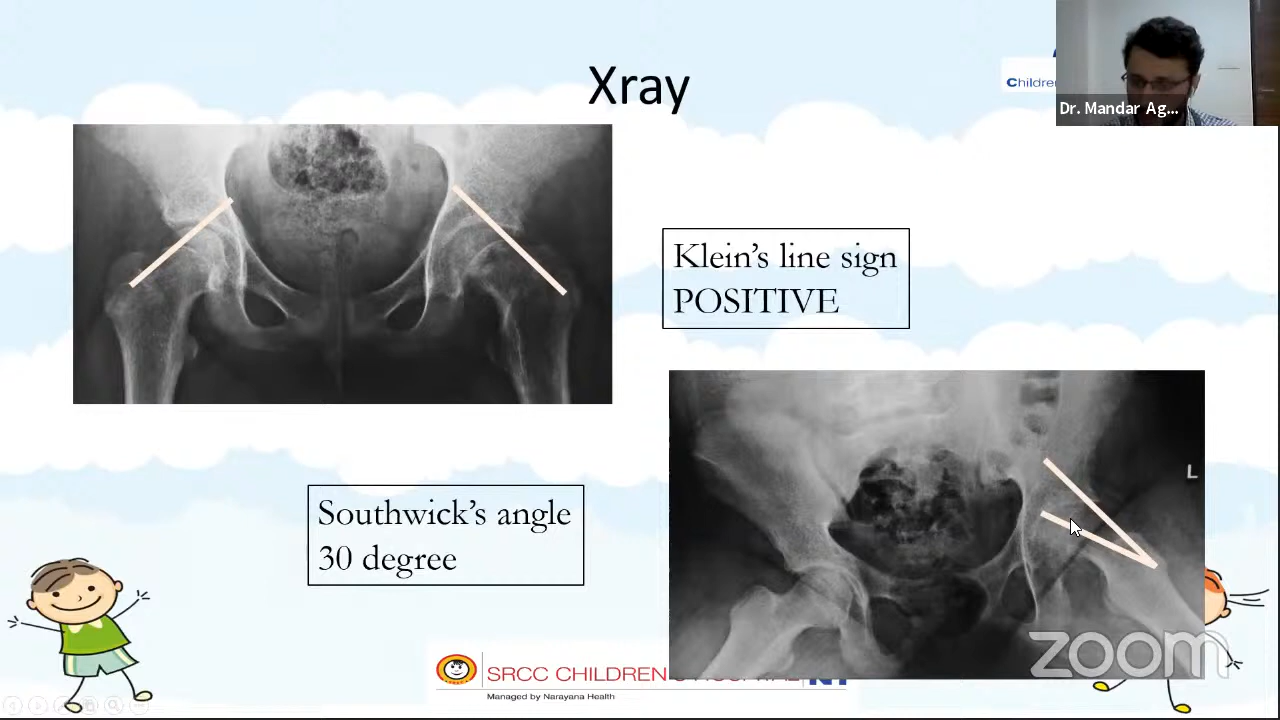 Xray
Childre
Dr. Mandar Ag...
Klein's line sign
POSITIVE
L
Southwick's angle
30 degree
zoom
SRCC CHILDREN
Managed by Narayana Health